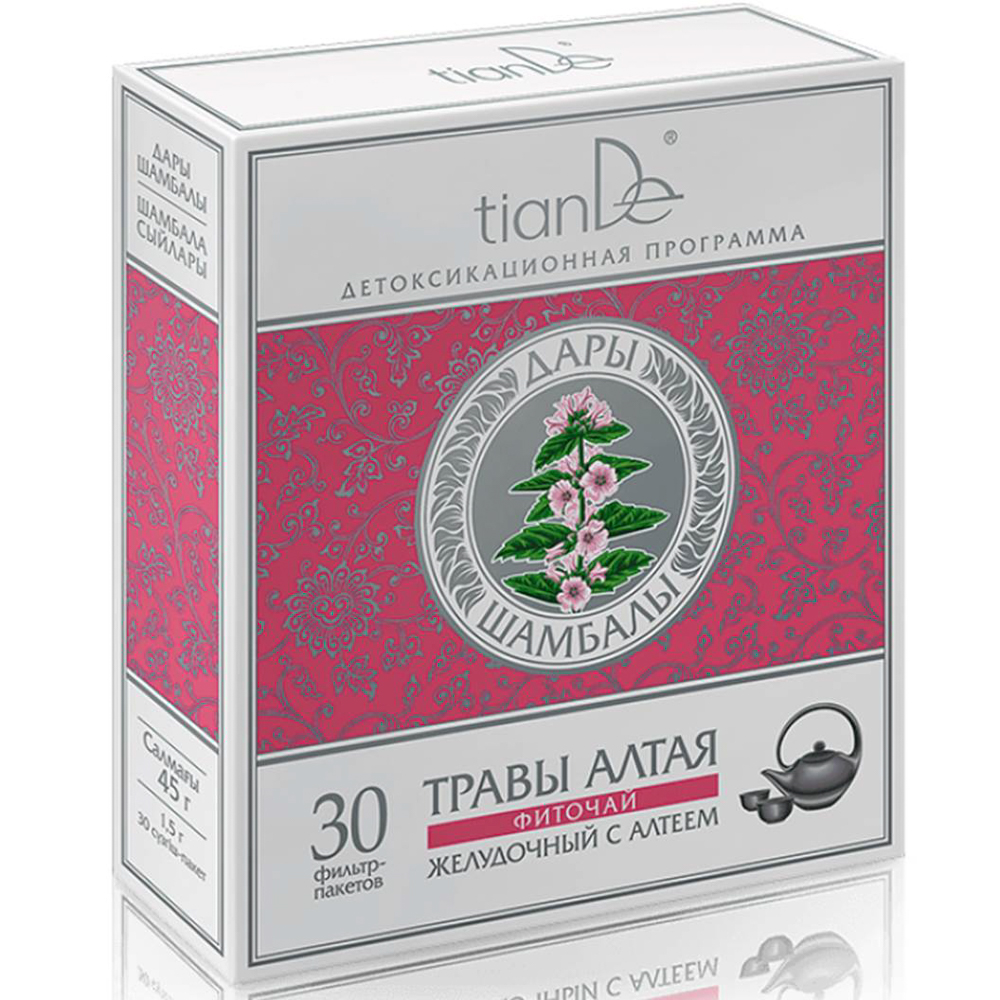 tianDe
tianDe®
ДЕТОКСИКАЦИОННАЯ ПРОГРАММА
ДАРЫ
ШАМБАЛЫ
30
фильтр-
пакетов
ТРАВЫ АЛТАЯ
ФИТОЧАЙ
ЖЕЛУДОЧНЫЙ С АЛТЕЕМ
ДАРЫ
ШАМБАЛЫ
ШАМБАЛА
СЫЙЛАРЫ
Салмағы
45 г
1,5 г
30 сүзгіш-пакет